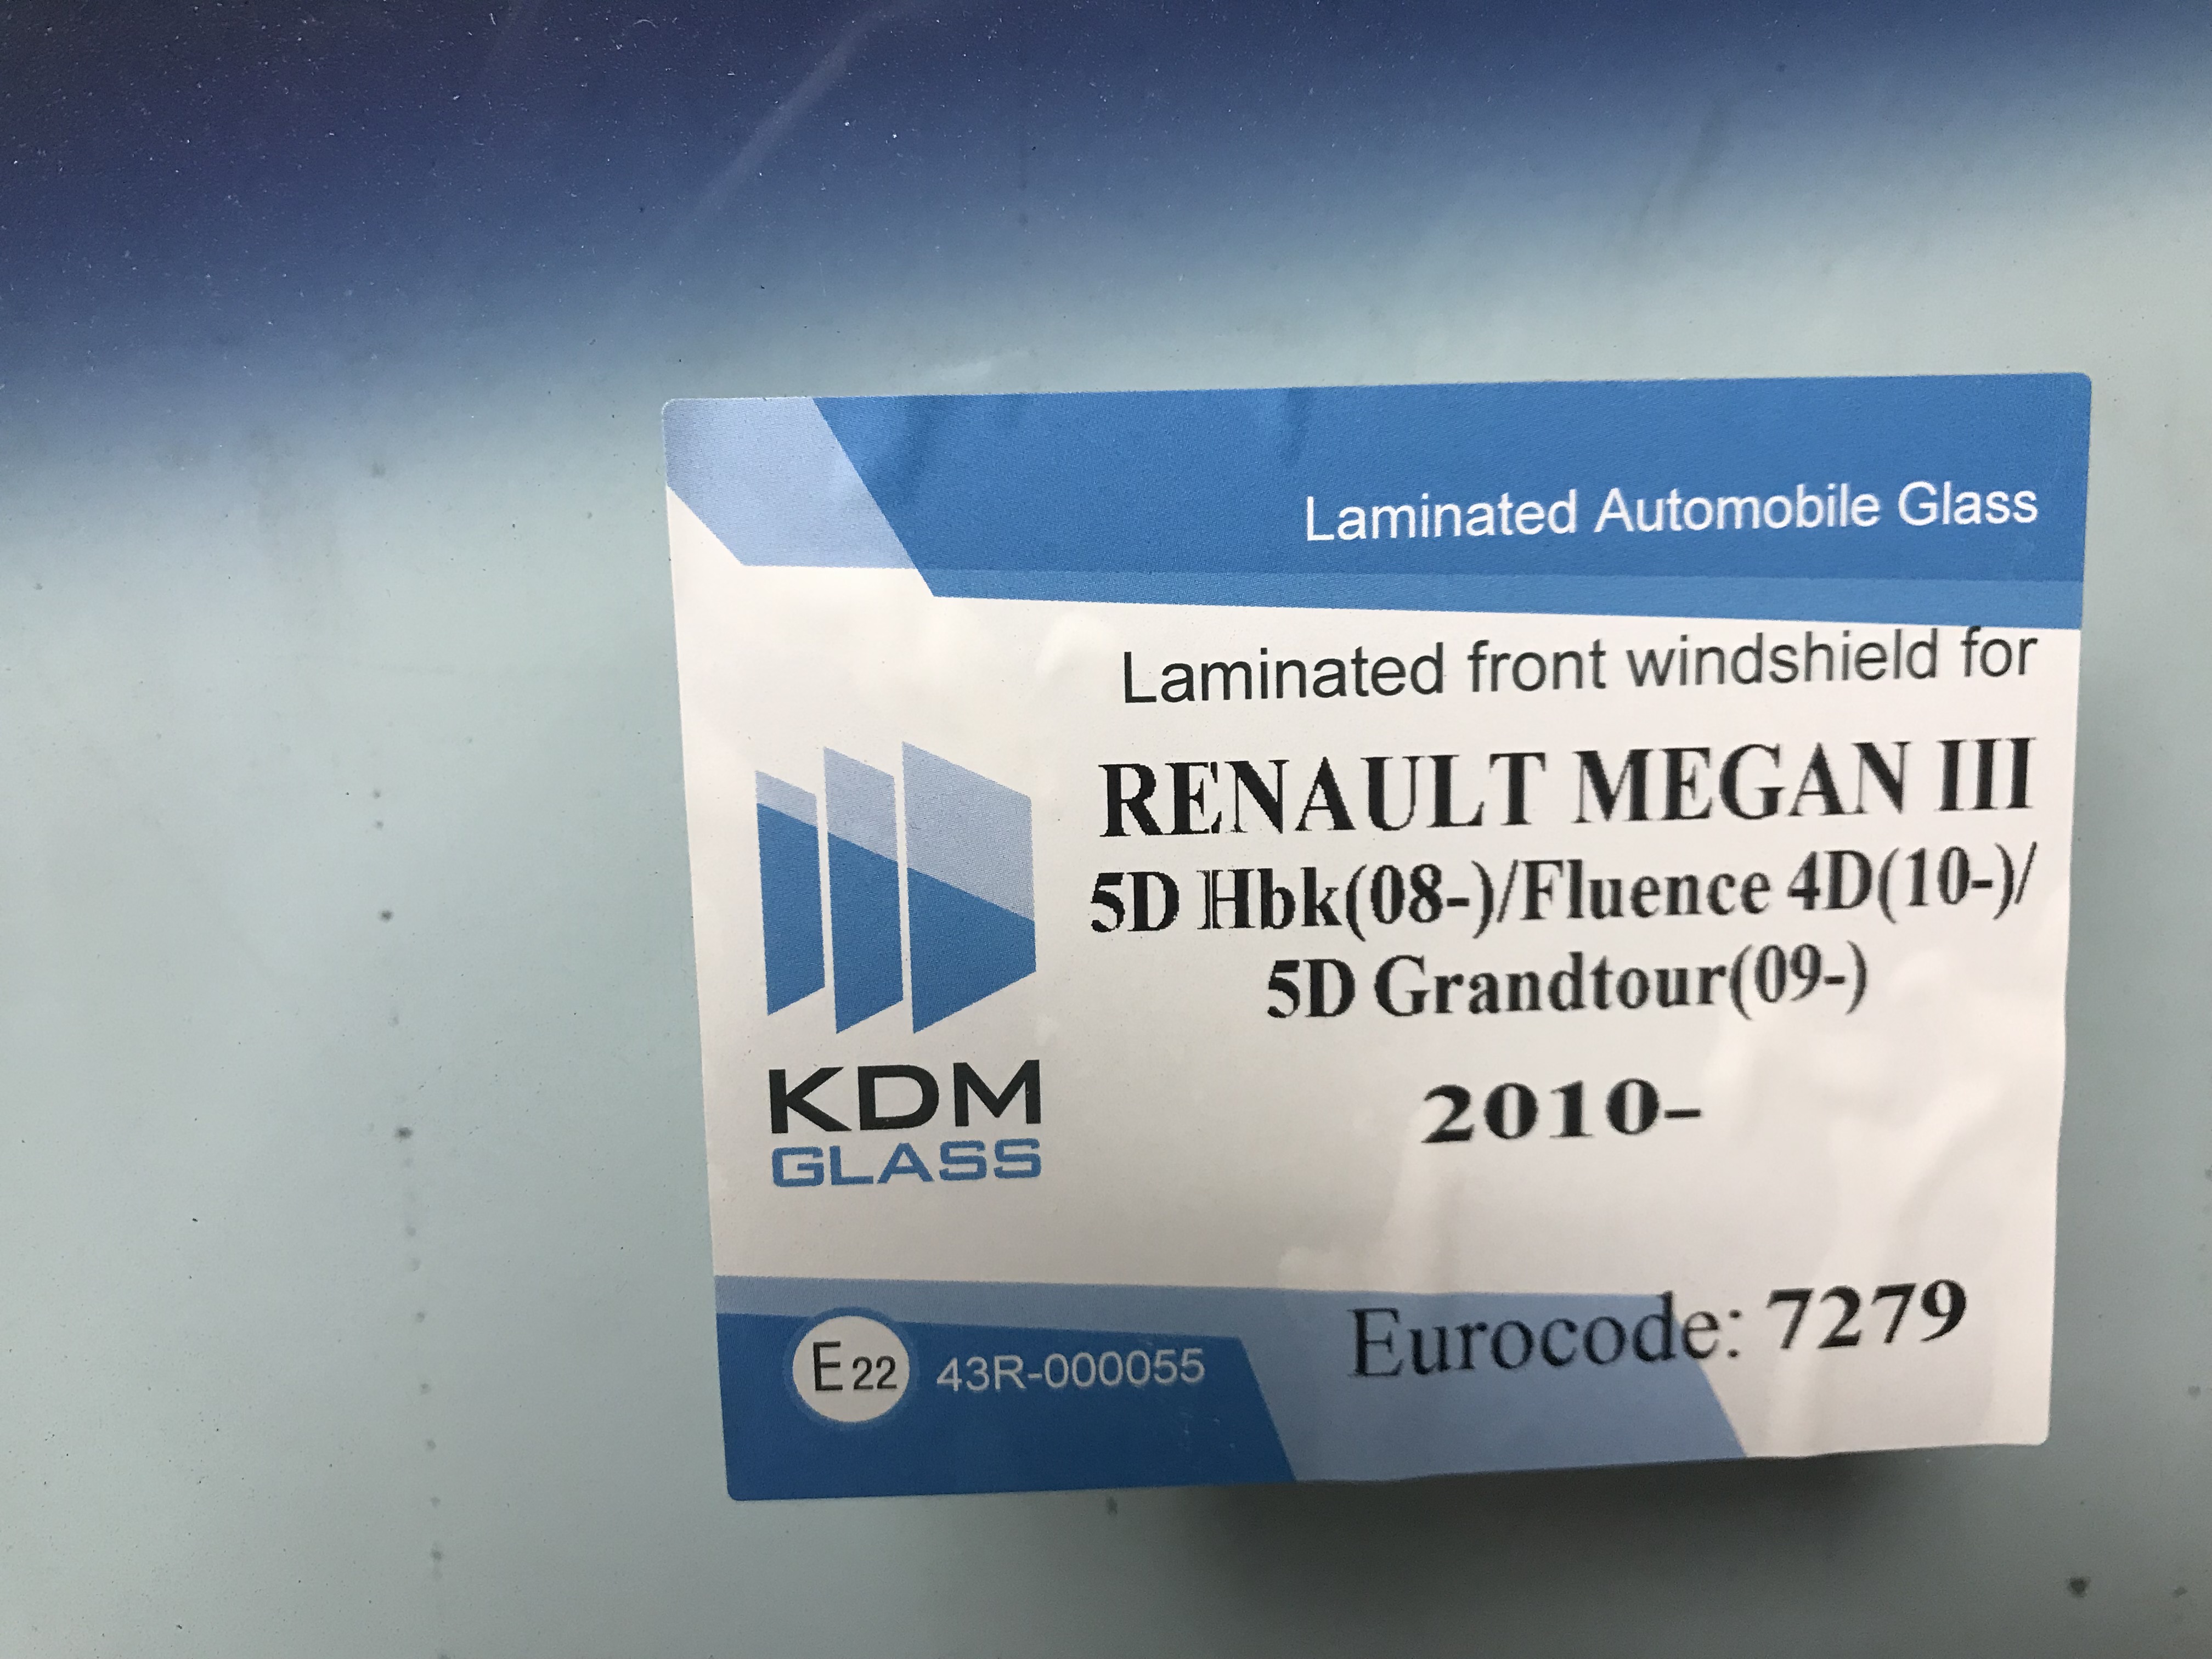 Laminated Automobile Glass
Laminated front windshield for
RENAULT MEGAN III
5D Hbk(08-)/Fluence 4D(10-)/
5D Grandtour(09-)
2010-
KDM
GLASS
E22 43R-000055
Eurocode: 7279